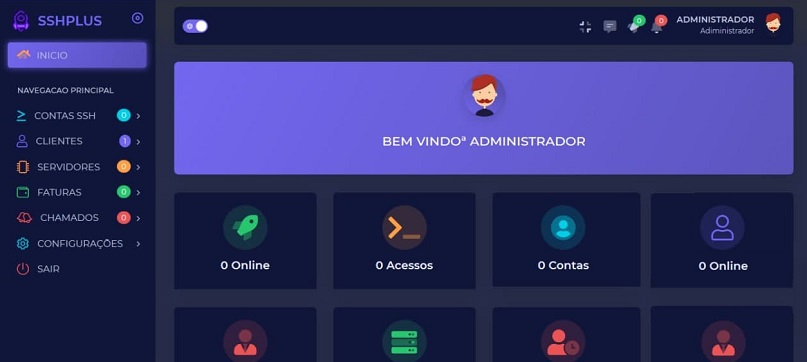 SSHPLUS
INICIO
NAVEGACAO PRINCIPAL
CONTAS SSH 0
CLIENTES 1
SERVIDORES 0
FATURAS 0
CHAMADOS 0
CONFIGURAÇÕES
SAIR
0
0
ADMINISTRADOR
Administrador
BEM VINDOª ADMINISTRADOR
0 Online
0 Acessos
0 Contas
0 Online